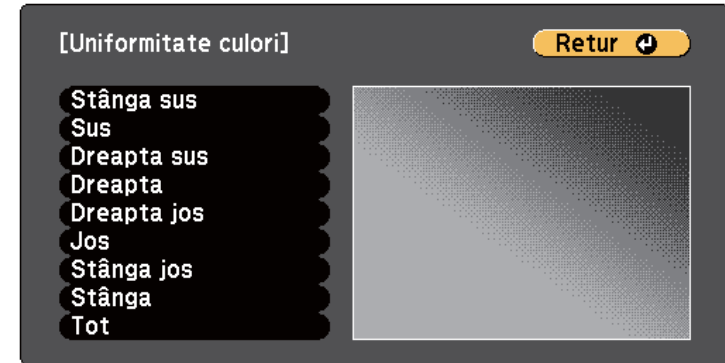 [Uniformitate culori]
Retur
Stânga sus
Sus
Dreapta sus
Dreapta
Dreapta jos
Jos
Stânga jos
Stânga
Tot